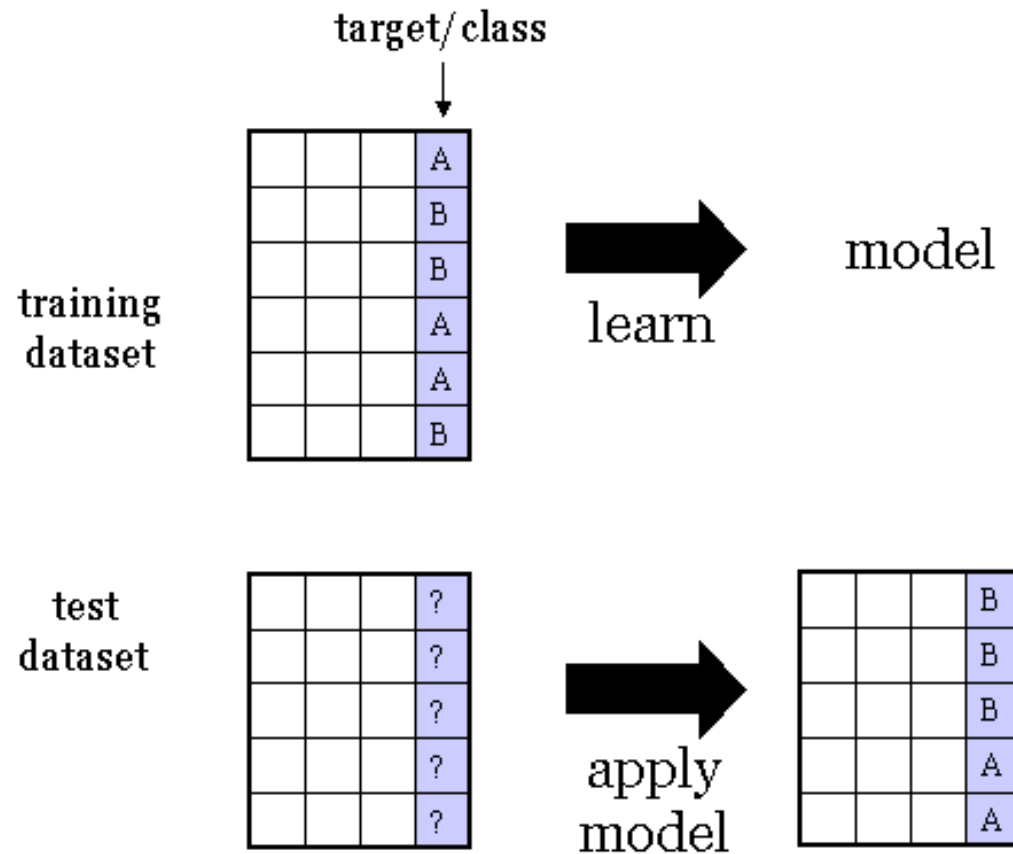 target/class
A
B
B
A
A
B
training
dataset
learn
model
test
dataset
?
?
?
?
?
apply
model
B
B
B
A
A